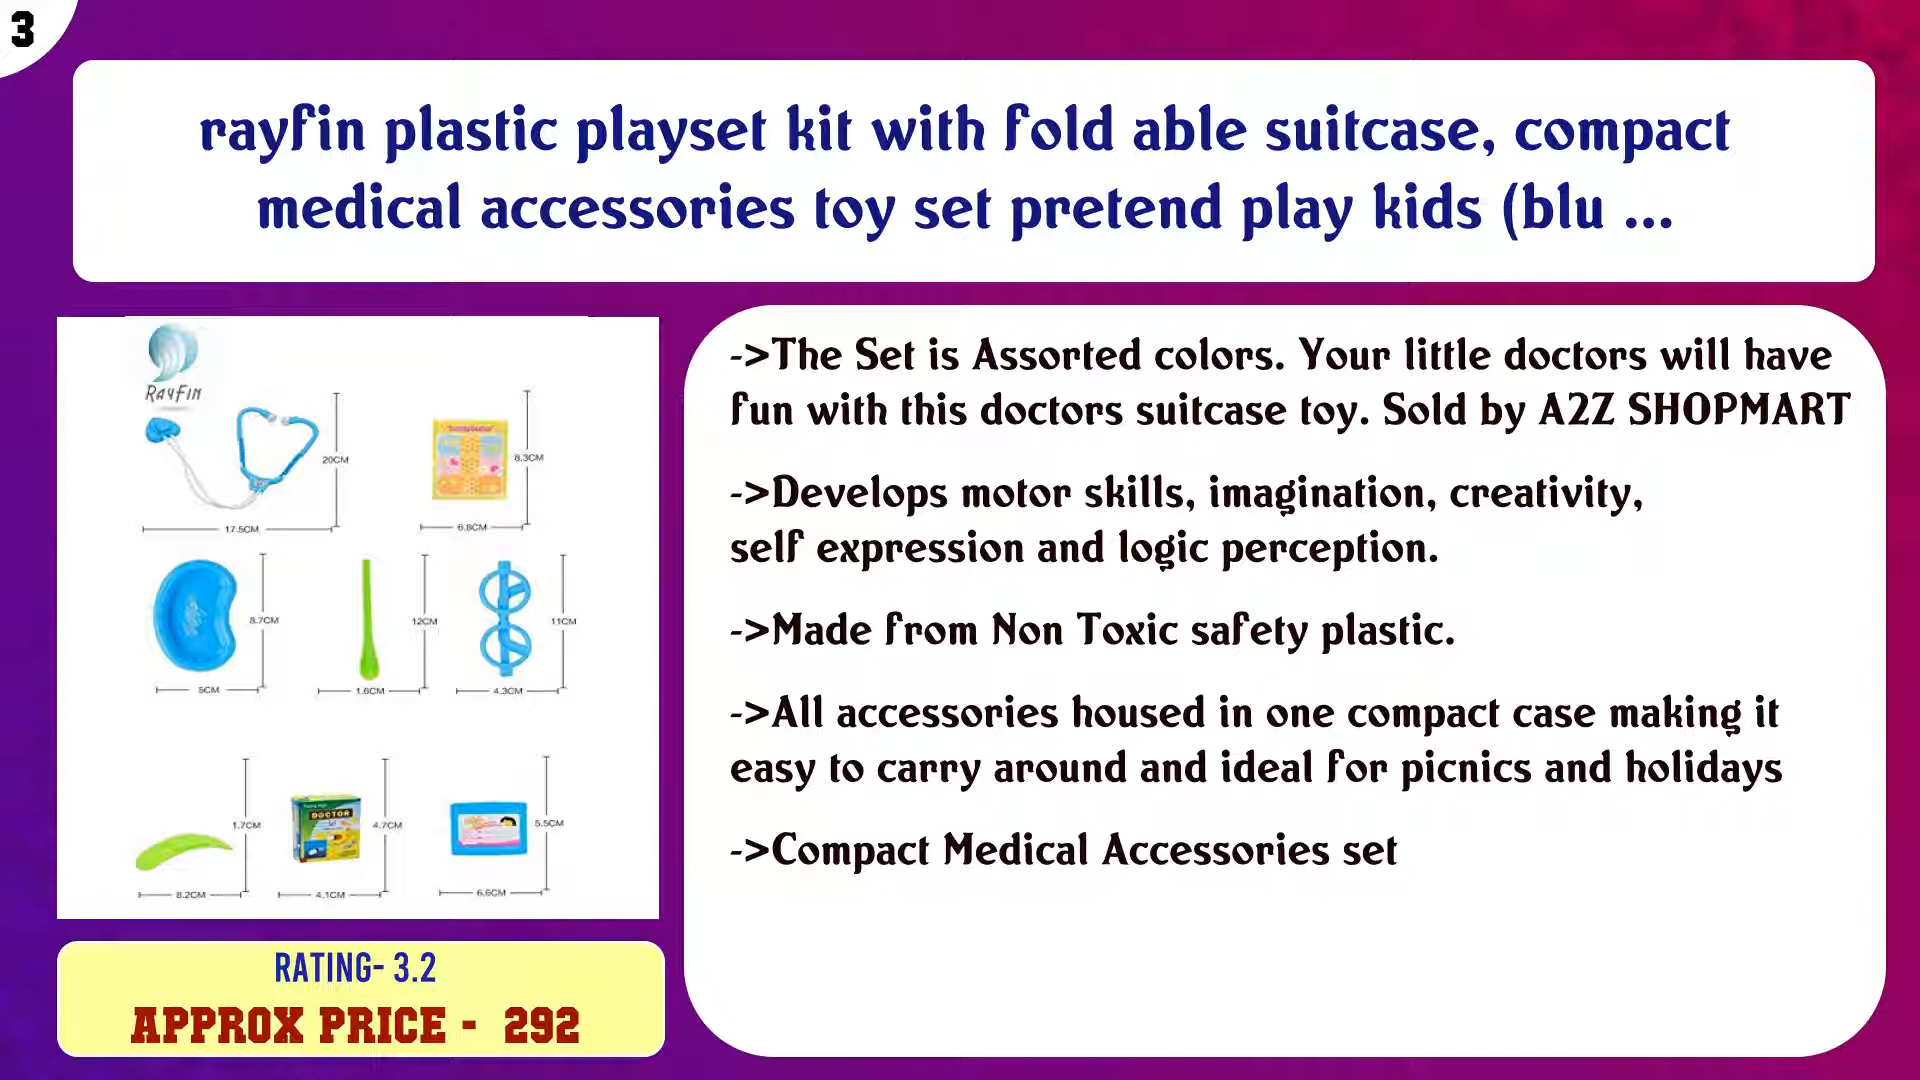 3
rayfin plastic playset kit with fold able suitcase, compact
medical accessories toy set pretend play kids (blu ...
RAYFIN
20CM
8.3CM
17.5CM
6.8CM
8.7CM
12CM
11CM
5CM
1.6CM
4.3CM
1.7CM
DOCTOR
4.7CM
5.5CM
8.2CM
4.1CM
6.6CM
->The Set is Assorted colors. Your little doctors will have
fun with this doctors suitcase toy. Sold by A2Z SHOPMART
->Develops motor skills, imagination, creativity,
self expression and logic perception.
->Made from Non Toxic safety plastic.
->All accessories housed in one compact case making it
easy to carry around and ideal for picnics and holidays
->Compact Medical Accessories set
RATING- 3.2
APPROX PRICE - 292